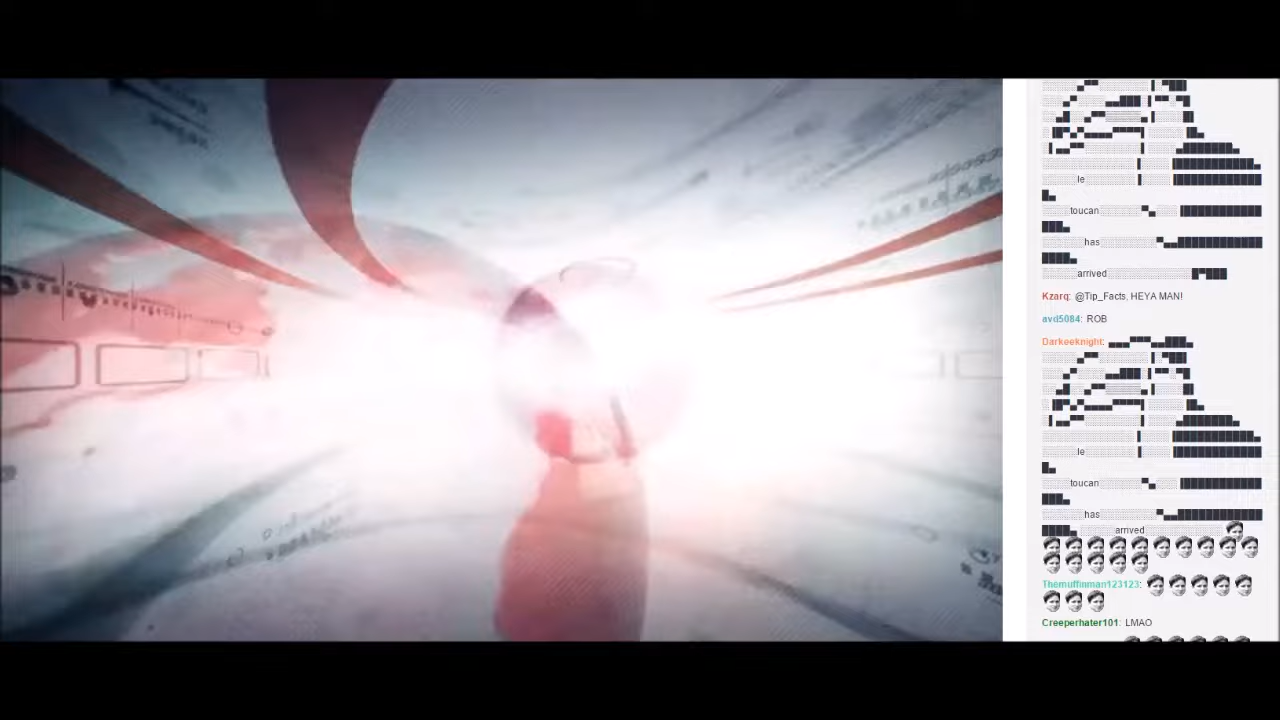 le
toucan
has
arrived
Kzarq: @Tip_Facts, HEYA MAN!
avd5084: ROB
Darkeeknight:
le
toucan
has
arrived
Themuffinman123123:
Creeperhater101: LMAO